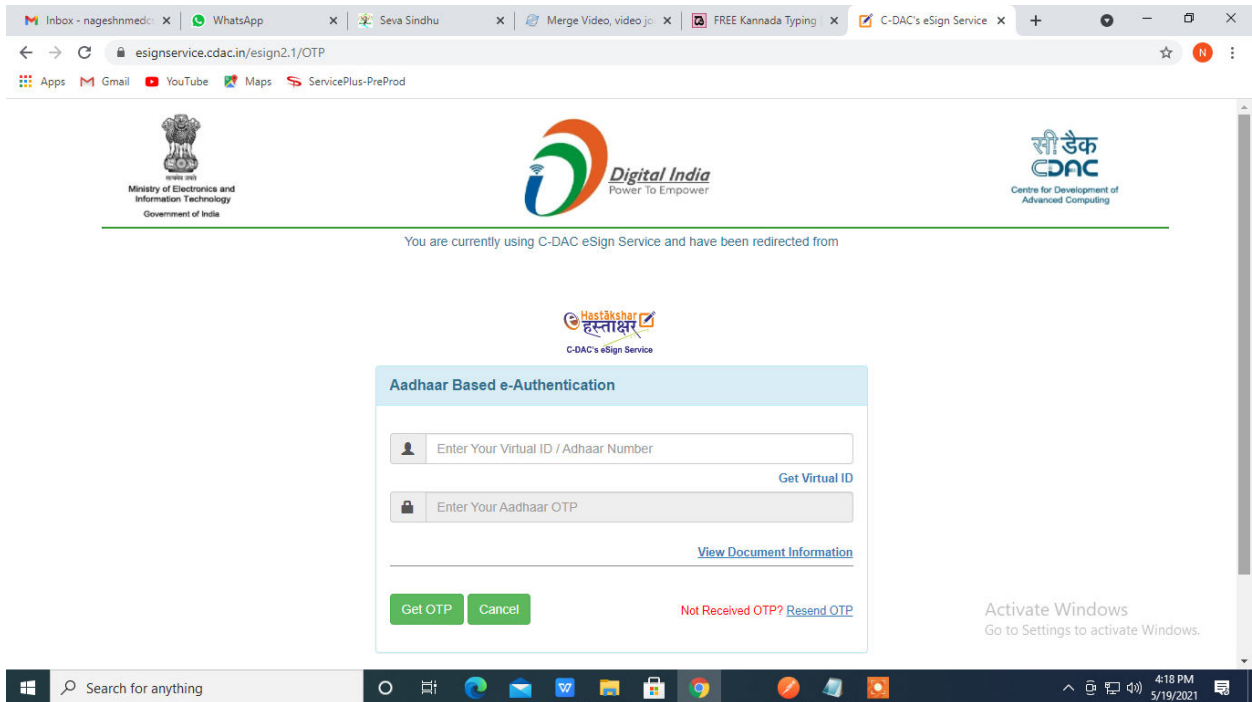 Inbox - nageshnmedc
WhatsApp
Seva Sindhu
Merge Video, video jo
FREE Kannada Typing
C-DAC's eSign Service
esignservice.cdac.in/esign2.1/OTP
N
Apps
Gmail
YouTube
Maps
ServicePlus-PreProd
सत्यमेव जयते
Ministry of Electronics and
Information Technology
Government of India
Digital India
Power To Empower
सी डैक
CDAC
Centre for Development of
Advanced Computing
You are currently using C-DAC eSign Service and have been redirected from
e Hastākshar
हस्ताक्षर
C-DAC's eSign Service
Aadhaar Based e-Authentication
Enter Your Virtual ID / Adhaar Number
Get Virtual ID
Enter Your Aadhaar OTP
View Document Information
Get OTP
Cancel
Not Received OTP? Resend OTP
Activate Windows
Go to Settings to activate Windows.
Search for anything
4:18 PM
5/19/2021